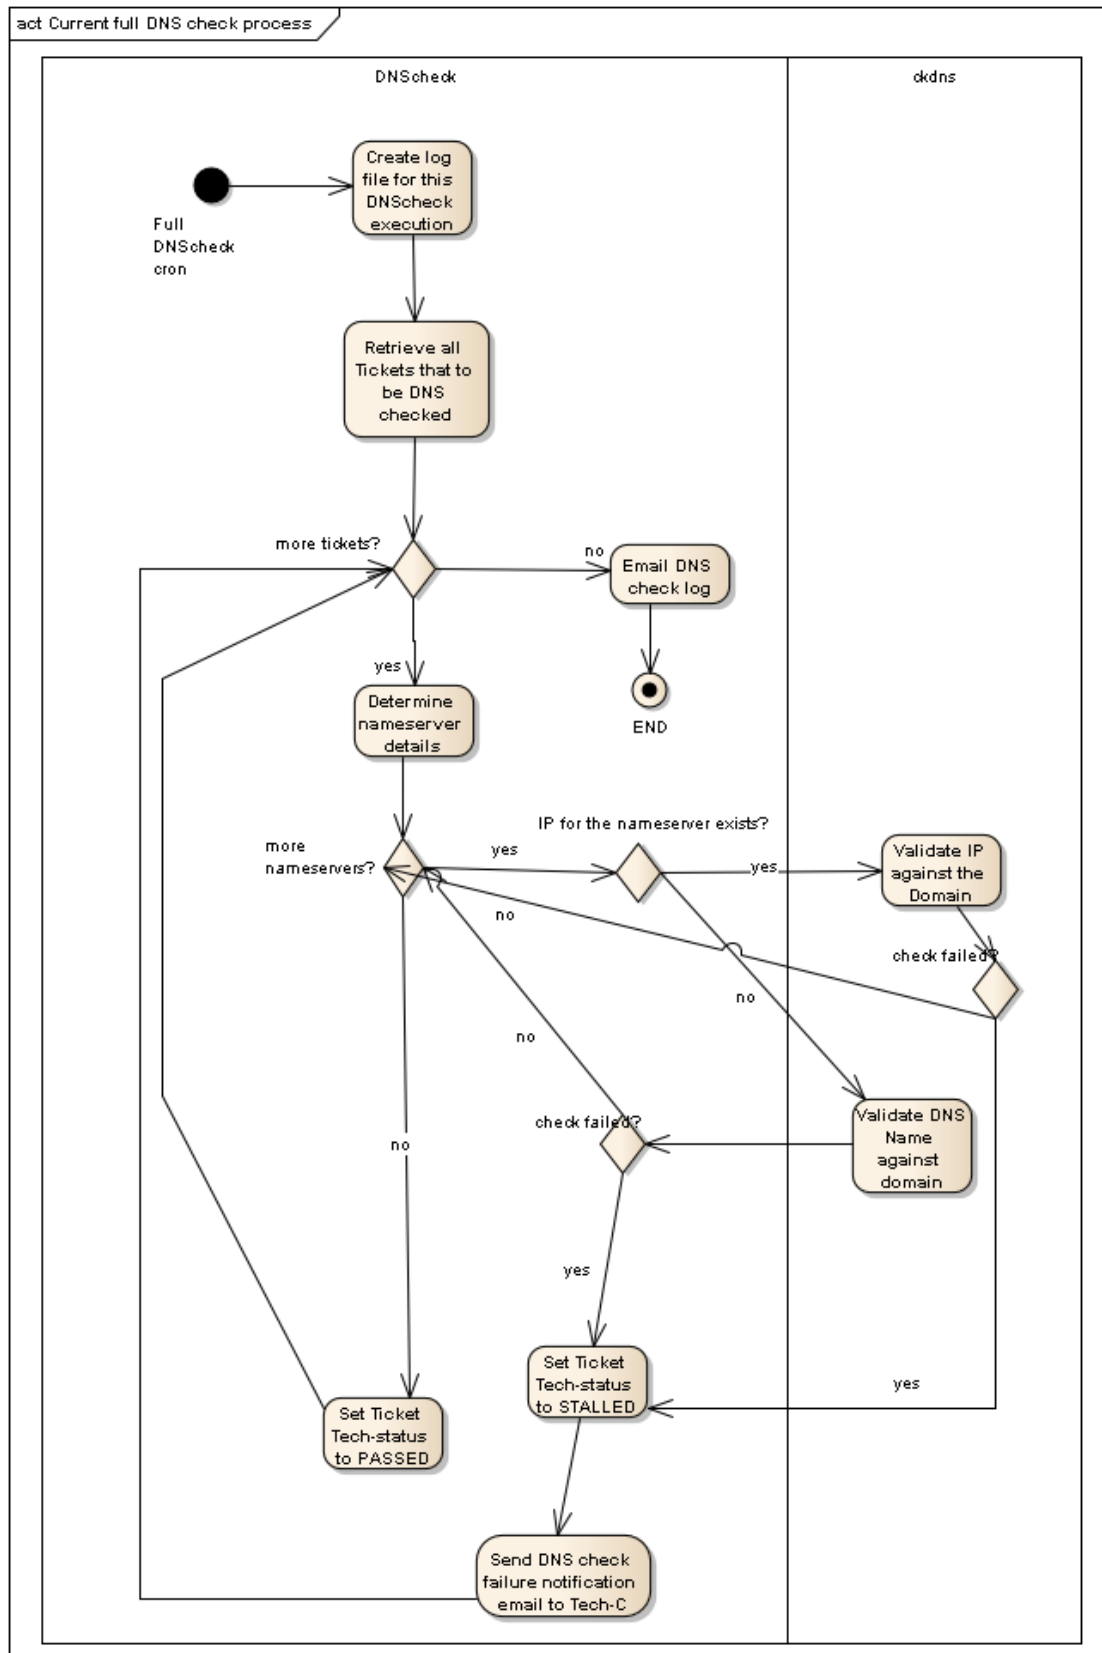 act Current full DNS check process
DNScheck
ckdns
Create log
file for this
DNScheck
execution
Full
DNScheck
cron
Retrieve all
Tickets that to
be DNS
checked
more tickets?
no
Email DNS
check log
yes
END
Determine
nameserver
details
IP for the nameserver exists?
more
nameservers?
yes
yes
Validate IP
against the
Domain
no
check failed?
no
no
check failed?
Validate DNS
Name
against
domain
no
yes
Set Ticket
Tech-status
to STALLED
yes
Set Ticket
Tech-status
to PASSED
Send DNS check
failure notification
email to Tech-C